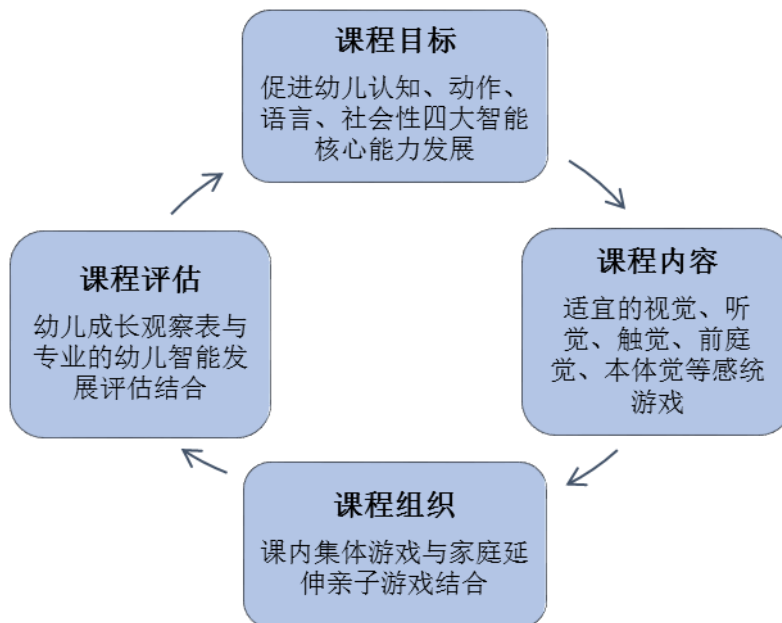 课程目标
促进幼儿认知、动作、
语言、社会性四大智能
核心能力发展
课程内容
适宜的视觉、听
觉、触觉、前庭
觉、本体觉等感统
游戏
课程组织
课内集体游戏与家庭延
伸亲子游戏结合
课程评估
幼儿成长观察表与
专业的幼儿智能发
展评估结合